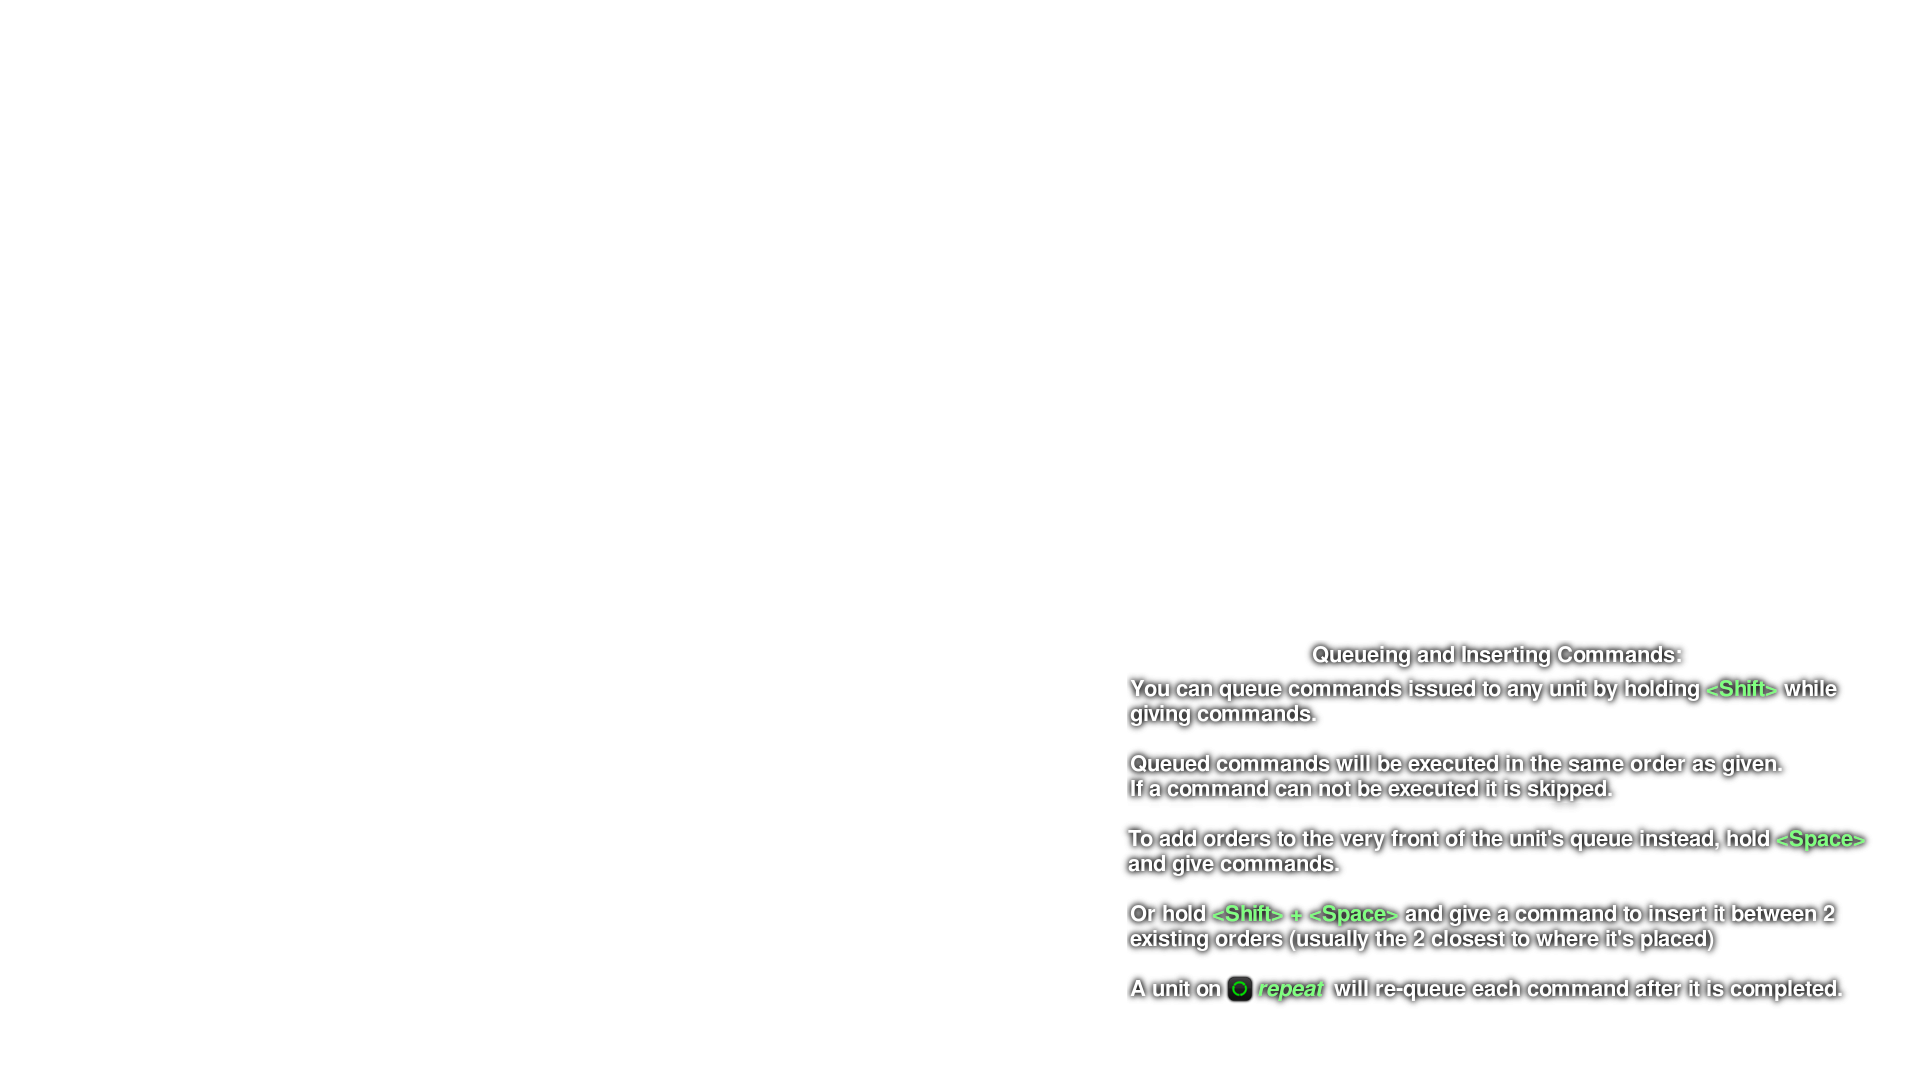 Queueing and Inserting Commands:
You can queue commands issued to any unit by holding <Shift> while
giving commands.
Queued commands will be executed in the same order as given.
If a command can not be executed it is skipped.
To add orders to the very front of the unit's queue instead, hold <Space>
and give commands.
Or hold <Shift> + <Space> and give a command to insert it between 2
existing orders (usually the 2 closest to where it's placed)
A unit on repeat will re-queue each command after it is completed.